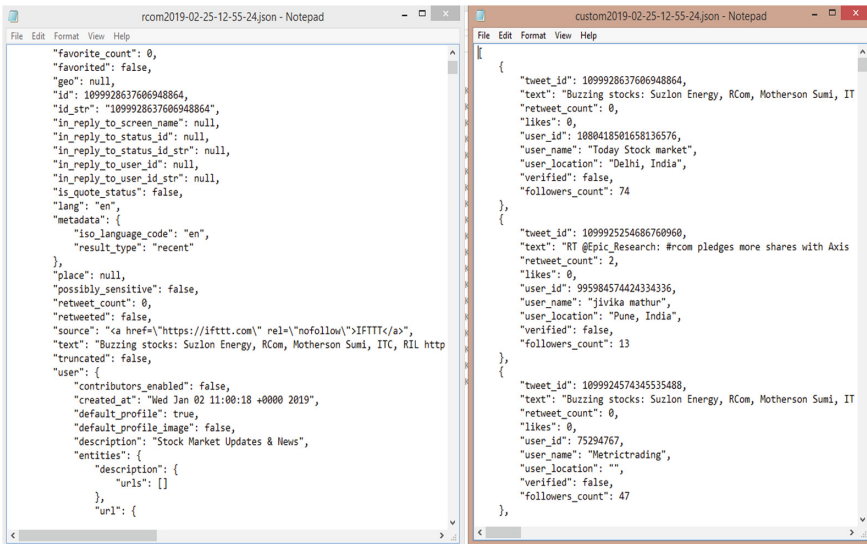 rcom2019-02-25-12-55-24.json - Notepad
File Edit Format View Help
"favorite_count": 0,
"favorited": false,
"geo": null,
"id": 1099928637606948864,
"id_str": "1099928637606948864",
"in_reply_to_screen_name": null,
"in_reply_to_status_id": null,
"in_reply_to_status_id_str": null,
"in_reply_to_user_id": null,
"in_reply_to_user_id_str": null,
"is_quote_status": false,
"lang": "en",
"metadata": {
"iso_language_code": "en",
"result_type": "recent"
},
"place": null,
"possibly_sensitive": false,
"retweet_count": 0,
"retweeted": false,
"source": "<a href=\"https://ifttt.com\" rel=\"nofollow\">IFTTT</a>",
"text": "Buzzing stocks: Suzlon Energy, RCom, Motherson Sumi, ITC, RIL http
"truncated": false,
"user": {
"contributors_enabled": false,
"created_at": "Wed Jan 02 11:00:18 +0000 2019",
"default_profile": true,
"default_profile_image": false,
"description": "Stock Market Updates & News",
"entities": {
"description": {
"urls": []
},
"url": {
custom2019-02-25-12-55-24.json - Notepad
File Edit Format View Help
[
{
"tweet_id": 1099928637606948864,
"text": "Buzzing stocks: Suzlon Energy, RCom, Motherson Sumi, IT
"retweet_count": 0,
"likes": 0,
"user_id": 1080418501658136576,
"user_name": "Today Stock market",
"user_location": "Delhi, India",
"verified": false,
"followers_count": 74
},
{
"tweet_id": 1099925254686760960,
"text": "RT @Epic_Research: #rcom pledges more shares with Axis
"retweet_count": 2,
"likes": 0,
"user_id": 995984574424334336,
"user_name": "jivika mathur",
"user_location": "Pune, India",
"verified": false,
"followers_count": 13
},
{
"tweet_id": 1099924574345535488,
"text": "Buzzing stocks: Suzlon Energy, RCom, Motherson Sumi, IT
"retweet_count": 0,
"likes": 0,
"user_id": 75294767,
"user_name": "Metrictrading",
"user_location": "",
"verified": false,
"followers_count": 47
},